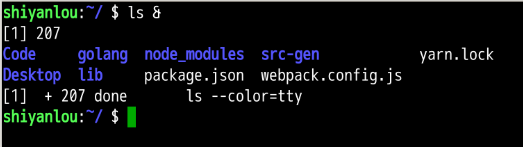 shiyanlou:~/ $ ls &
[1] 207
Code golang node_modules src-gen yarn.lock
Desktop lib package.json webpack.config.js
[1] + 207 done ls --color=tty
shiyanlou:~/ $